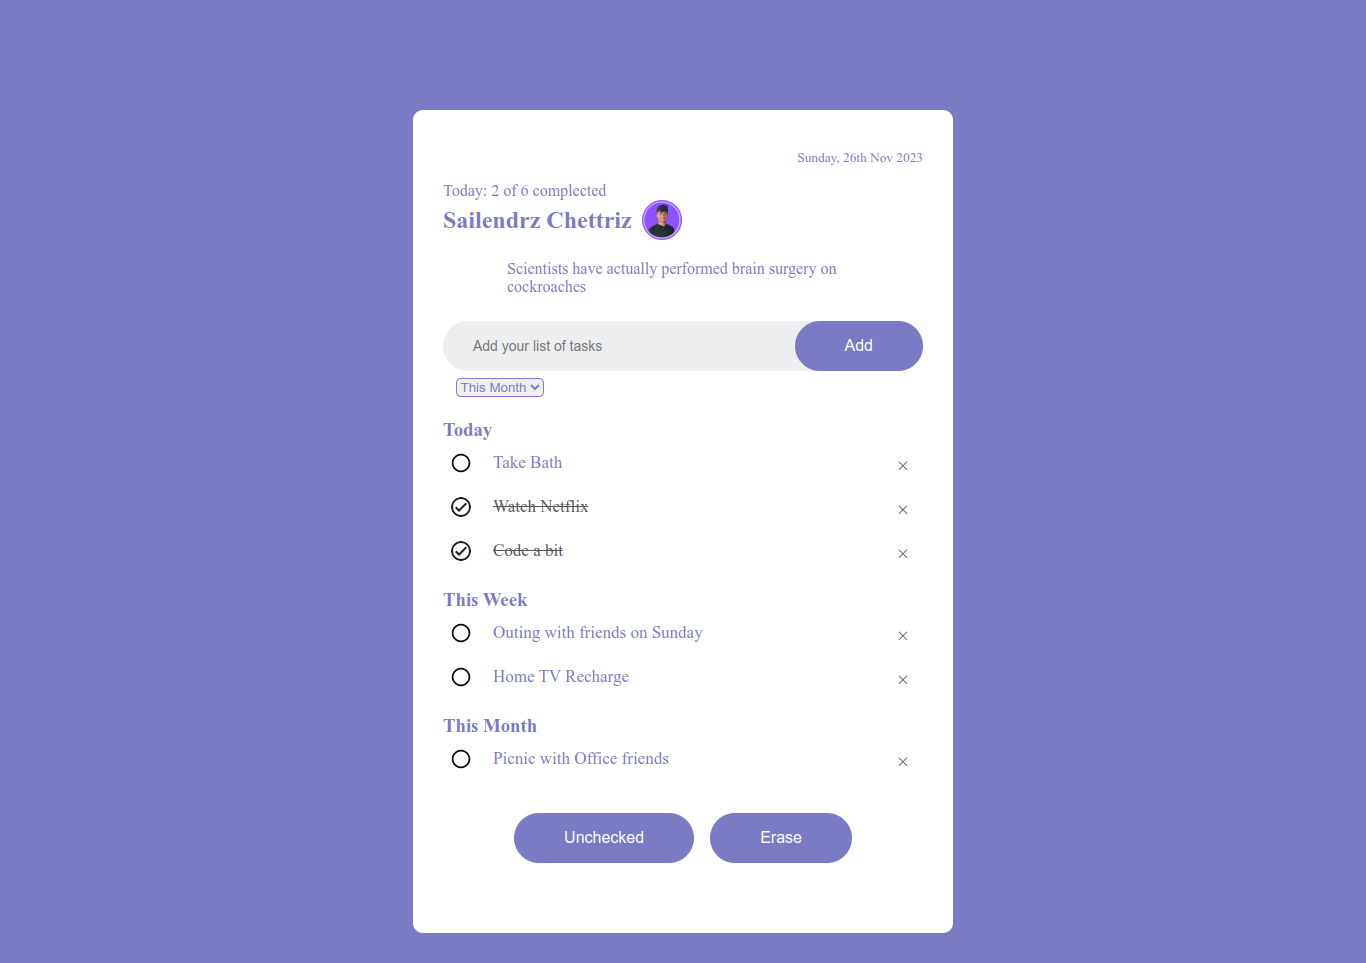 Sunday, 26th Nov 2023
Today: 2 of 6 complected
Sailendrz Chettriz
Scientists have actually performed brain surgery on
cockroaches
Add your list of tasks
Add
This Month
Today
Take Bath
Watch Netflix
Code a bit
This Week
Outing with friends on Sunday
Home TV Recharge
This Month
Picnic with Office friends
Unchecked
Erase